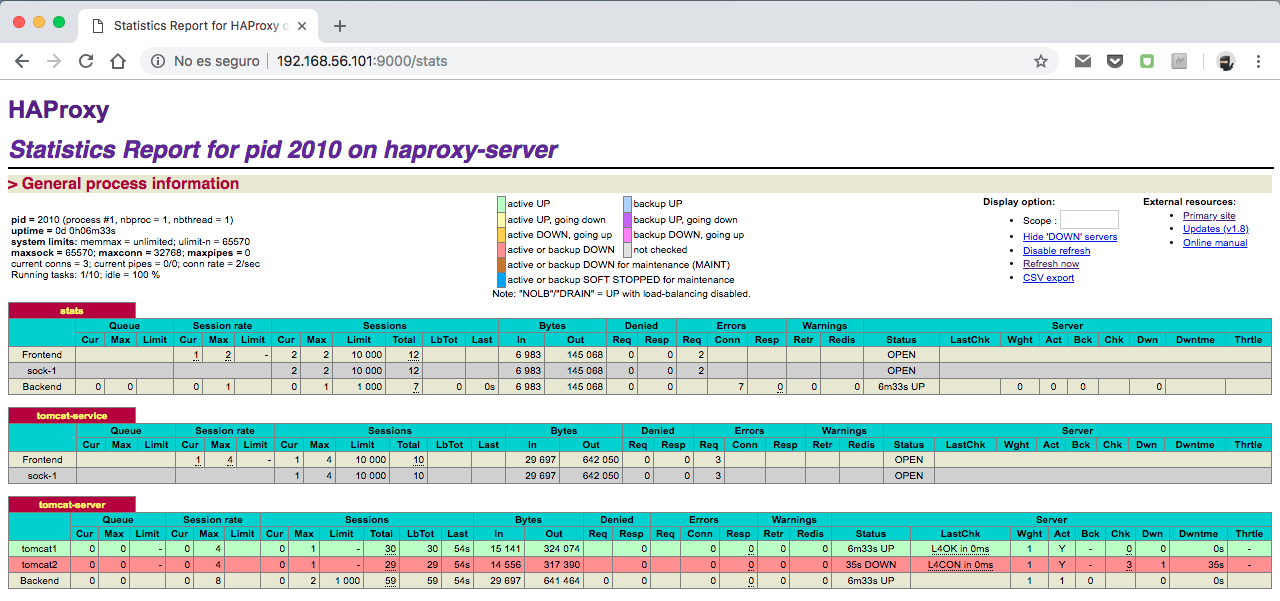 Statistics Report for HAProxy o
No es seguro 192.168.56.101:9000/stats
HAProxy
Statistics Report for pid 2010 on haproxy-server
> General process information
pid = 2010 (process #1, nbproc = 1, nbthread = 1)
uptime = 0d 0h06m33s
system limits: memmax = unlimited; ulimit-n = 65570
maxsock = 65570; maxconn = 32768; maxpipes = 0
current conns = 3; current pipes = 0/0; conn rate = 2/sec
Running tasks: 1/10; idle = 100 %
active UP backup UP
active UP, going down backup UP, going down
active DOWN, going up backup DOWN, going up
active or backup DOWN not checked
active or backup DOWN for maintenance (MAINT)
active or backup SOFT STOPPED for maintenance
Note: "NOLB"/"DRAIN" = UP with load-balancing disabled.
Display option:
• Scope :
• Hide 'DOWN' servers
• Disable refresh
• Refresh now
• CSV export
External resources:
• Primary site
• Updates (v1.8)
• Online manual
stats
Queue Session rate Sessions Bytes Denied Errors Warnings Server
Cur Max Limit Cur Max Limit Cur Max Limit Total LbTot Last In Out Req Resp Req Conn Resp Retr Redis Status LastChk Wght Act Bck Chk Dwn Dwntme Thrtle
Frontend 1 2 - 2 2 10 000 12 6 983 145 068 0 0 2 OPEN
sock-1 2 2 10 000 12 6 983 145 068 0 0 2 OPEN
Backend 0 0 0 1 0 1 1 000 7 0 0s 6 983 145 068 0 0 7 0 0 0 6m33s UP 0 0 0 0
tomcat-service
Queue Session rate Sessions Bytes Denied Errors Warnings Server
Cur Max Limit Cur Max Limit Cur Max Limit Total LbTot Last In Out Req Resp Req Conn Resp Retr Redis Status LastChk Wght Act Bck Chk Dwn Dwntme Thrtle
Frontend 1 4 - 1 4 10 000 10 29 697 642 050 0 0 3 OPEN
sock-1 1 4 10 000 10 29 697 642 050 0 0 3 OPEN
tomcat-server
Queue Session rate Sessions Bytes Denied Errors Warnings Server
Cur Max Limit Cur Max Limit Cur Max Limit Total LbTot Last In Out Req Resp Req Conn Resp Retr Redis Status LastChk Wght Act Bck Chk Dwn Dwntme Thrtle
tomcat1 0 0 - 0 4 0 1 - 30 30 54s 15 141 324 074 0 0 0 0 0 6m33s UP L4OK in 0ms 1 Y - 0 0 0s -
tomcat2 0 0 - 0 4 0 1 - 29 29 54s 14 556 317 390 0 0 0 0 0 35s DOWN L4CON in 0ms 1 Y - 3 1 35s -
Backend 0 0 0 8 0 2 1 000 59 59 54s 29 697 641 464 0 0 0 0 0 0 6m33s UP 1 1 0 0 0s